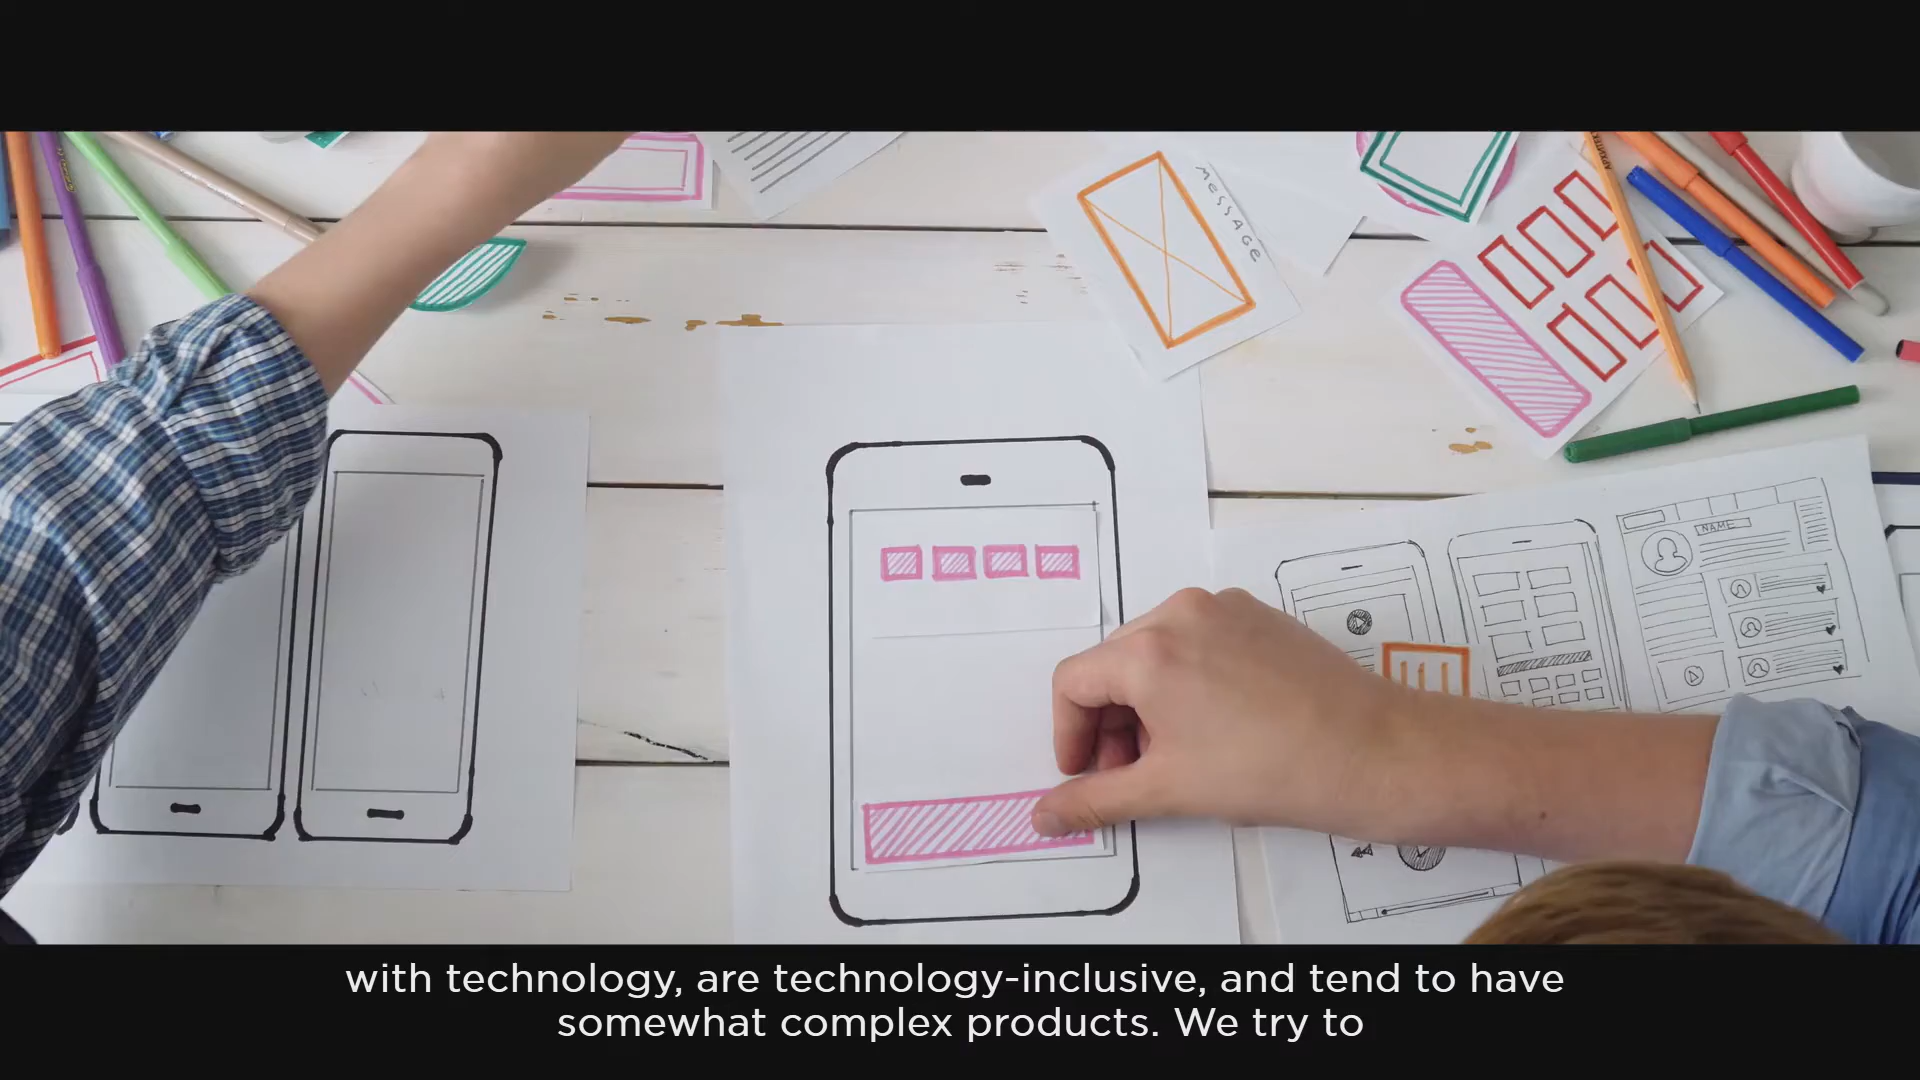 MESSAGE
NAME
with technology, are technology-inclusive, and tend to have
somewhat complex products. We try to